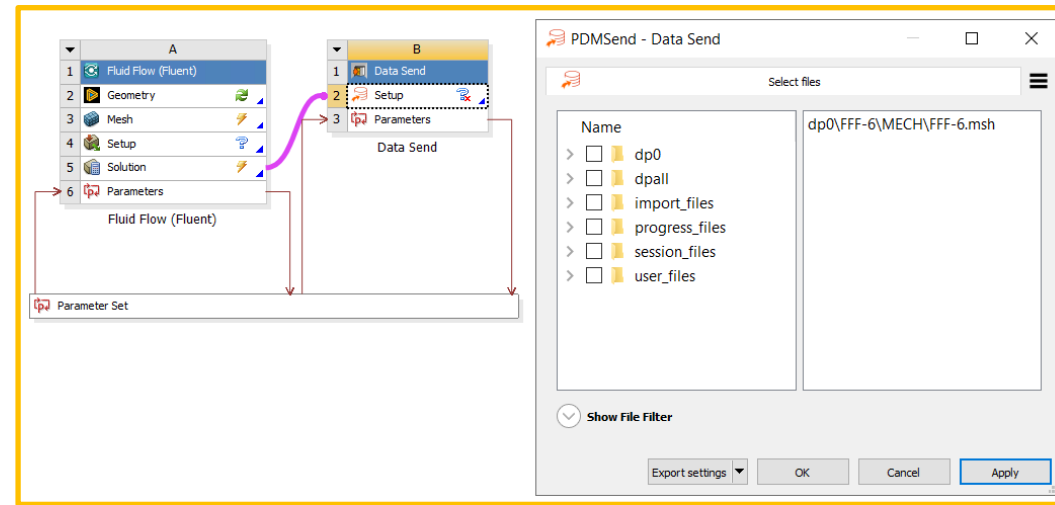 A
1 Fluid Flow (Fluent)
2 Geometry
3 Mesh
4 Setup
5 Solution
6 Parameters
Fluid Flow (Fluent)
B
1 Data Send
2 Setup
3 Parameters
Data Send
Parameter Set
PDMSend - Data Send
Select files
Name
dp0
dpall
import_files
progress_files
session_files
user_files
dp0\FFF-6\MECH\FFF-6.msh
Show File Filter
Export settings
OK
Cancel
Apply